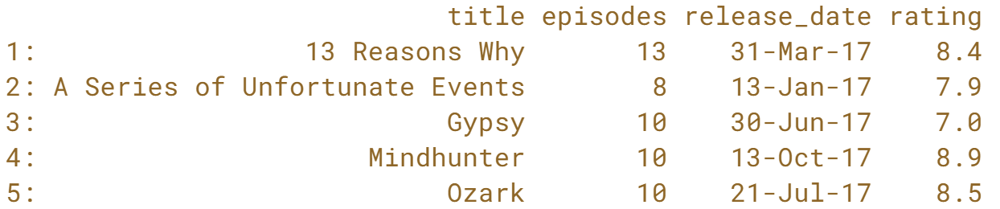 title episodes release_date rating
1: 13 Reasons Why 13 31-Mar-17 8.4
2: A Series of Unfortunate Events 8 13-Jan-17 7.9
3: Gypsy 10 30-Jun-17 7.0
4: Mindhunter 10 13-Oct-17 8.9
5: Ozark 10 21-Jul-17 8.5